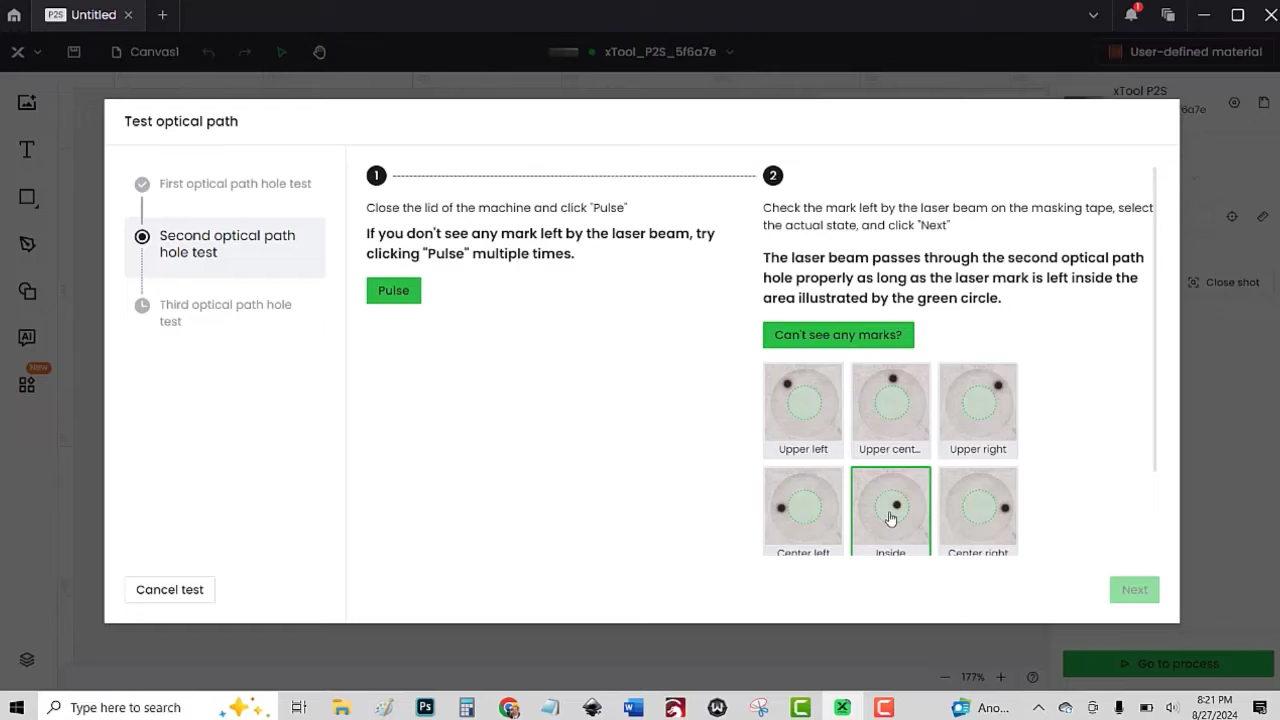 P2S Untitled
1
Canvas1
xTool_P2S_5f6a7e
User-defined material
xTool P2S
6a7e
Test optical path
First optical path hole test
Second optical path
hole test
Third optical path hole
test
1
Close the lid of the machine and click "Pulse"
If you don't see any mark left by the laser beam, try
clicking "Pulse" multiple times.
Pulse
2
Check the mark left by the laser beam on the masking tape, select
the actual state, and click "Next"
The laser beam passes through the second optical path
hole properly as long as the laser mark is left inside the
area illustrated by the green circle.
Can't see any marks?
Upper left
Upper cent...
Upper right
Center left
Inside
Center right
Cancel test
Next
Close shot
AI
New
177%
Go to process
Type here to search
Ps
Ano...
8:21 PM
8/27/2024